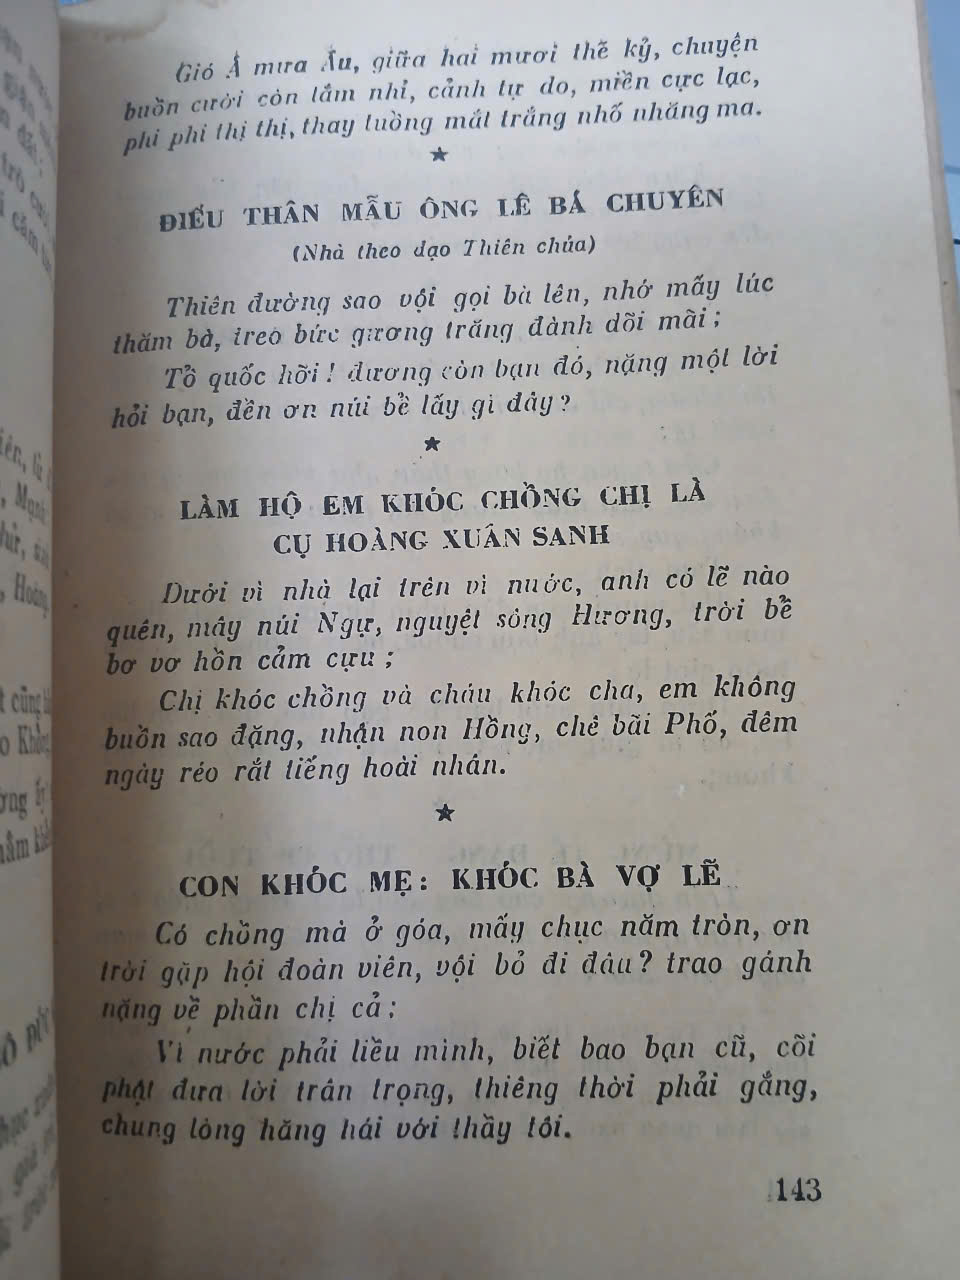 Gió Á mưa Âu, giữa hai mươi thế kỷ, chuyện
buồn cười còn lắm nhỉ, cảnh tự do, miền cực lạc,
phi phi thị thị, thay tuồng mắt trắng nhố nhăng ma.
★
ĐIẾU THÂN MẪU ÔNG LÊ BÁ CHUYÊN
(Nhà theo đạo Thiên chúa)
Thiên đường sao vội gọi bà lên, nhớ mấy lúc
thăm bà, treo bức gương trăng đành dõi mãi ;
Tổ quốc hỡi ! đương còn bạn đó, nặng một lời
hỏi bạn, đền ơn núi bể lấy gì đây ?
★
LÀM HỘ EM KHÓC CHỒNG CHỊ LÀ
CỤ HOÀNG XUÂN SANH
Dưới vì nhà lại trên vì nước, anh có lẽ nào
quên, mây núi Ngự, nguyệt sông Hương, trời bể
bơ vơ hồn cảm cựu ;
Chị khóc chồng và cháu khóc cha, em không
buồn sao đặng, nhận non Hồng, chê bãi Phố, đêm
ngày réo rắt tiếng hoài nhân.
★
CON KHÓC MẸ : KHÓC BÀ VỢ LẼ
Có chồng mà ở góa, mấy chục năm tròn, ơn
trời gặp hội đoàn viên, vội bỏ đi đâu ? trao gánh
nặng về phần chị cả ;
Vì nước phải liều mình, biết bao bạn cũ, cõi
phật đưa lời trân trọng, thiêng thời phải gắng,
chung lòng hăng hái với thầy tôi.
143